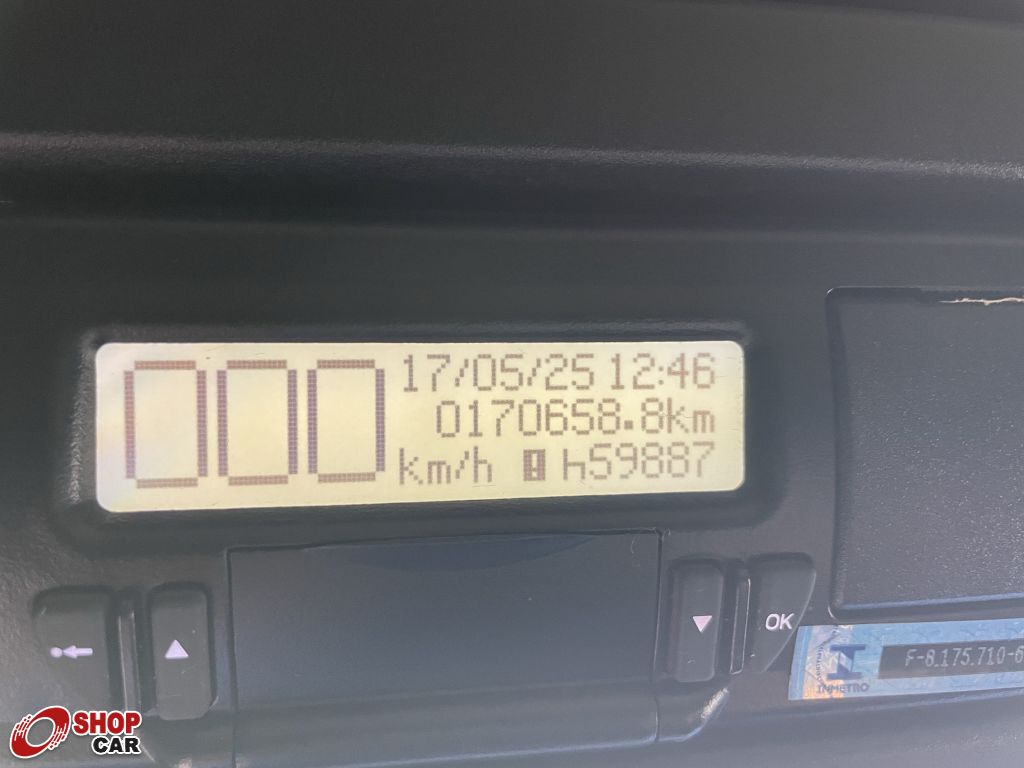 000 km/h
17/05/25 12:46
0170658.8km
h59887
OK
INMETRO
F-8.175.710-6
SHOP
CAR